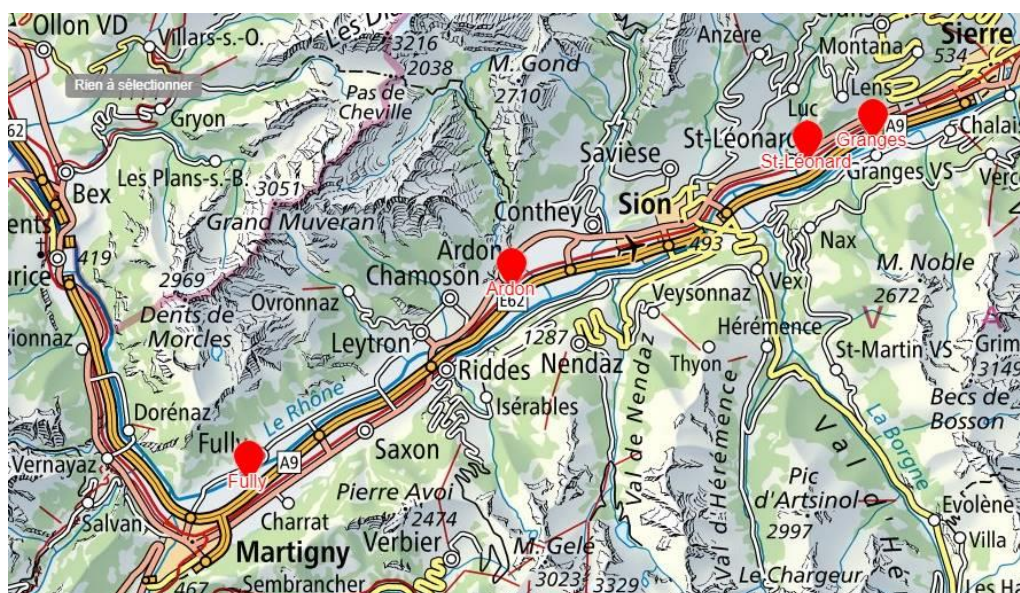 Ollon VD
Villars-s.-O.
Les Dia
3216
2038
M. Gond
2710
Anzère
Montana
Sierre
534
Rien à sélectionner
Pas de
Cheville
Gryon
62
Luc
Lens
A9
Granges
Chalais
St-Léonard
St-Léonard
Granges VS
Verco
Savièse
Bex
Les Plans-s.-B.
3051
Grand Muveran
Sion
Conthey
493
Nax
419
2969
Ardon
Ardon
Chamoson
E62
M. Noble
2672
Vex
Veysonnaz
Ovronnaz
Dents de
Morcles
Leytron
1287
Nendaz
Hérémence
V
A
St-Martin VS
Grim
3149
Riddes
Thyon
Isérables
Becs de
Bosson
Dorénaz
Le Rhône
Fully
Fully
A9
Saxon
Val de Nendaz
Val d'Hérémence
Val d'He
La Borgne
Vernayaz
Pierre Avoi
2474
Pic
d'Artsinol
2997
Salvan
Charrat
Evolène
Villa
Martigny
Verbier
M. Gelé
3023
3329
467
Sembrancher
Le Chargeur
Les Ha